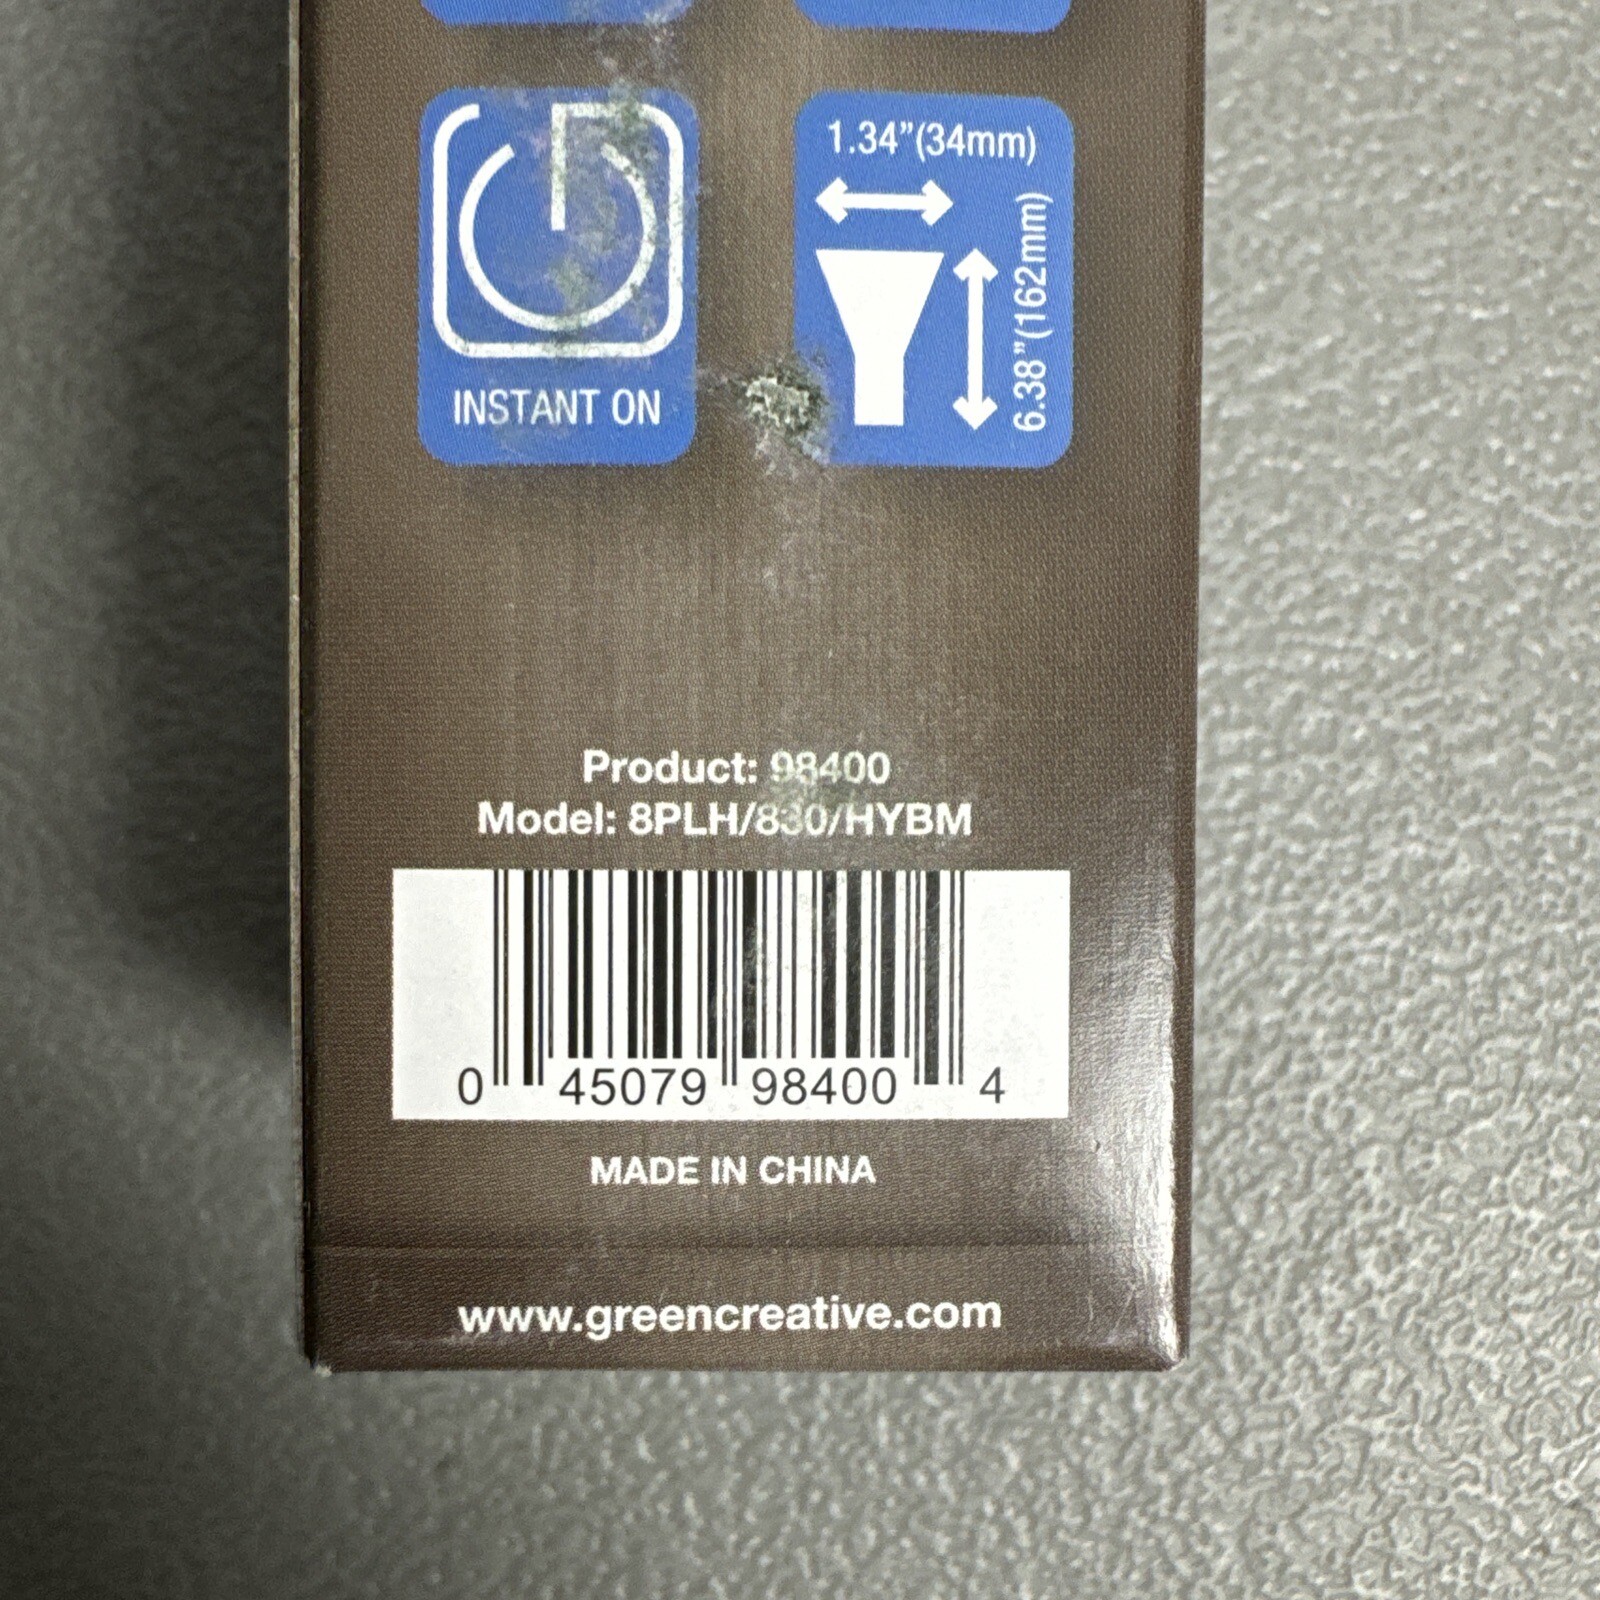 1.34”(34mm)
6.38”(162mm)
INSTANT ON
Product: 98400
Model: 8PLH/830/HYBM
0 45079 98400 4
MADE IN CHINA
www.greencreative.com